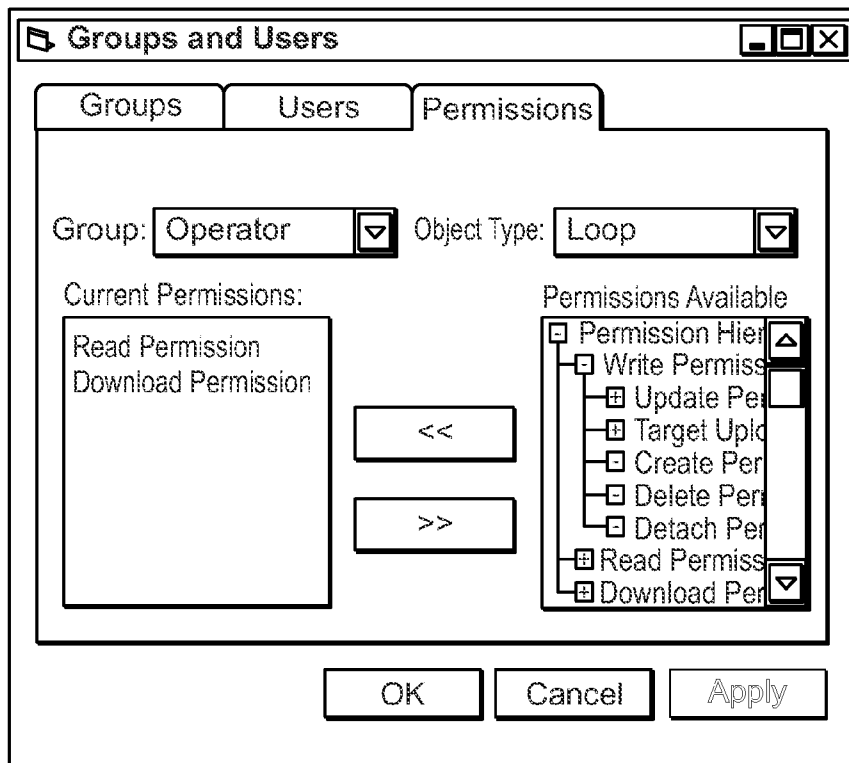 Groups and Users
Groups Users Permissions
Group: Operator Object Type: Loop
Current Permissions: Permissions Available
Read Permission
Download Permission
<<
>>
Permission Hier
Write Permiss
Update Per
Target Uplo
Create Per
Delete Perr
Detach Per
Read Permiss
Download Per
OK Cancel Apply